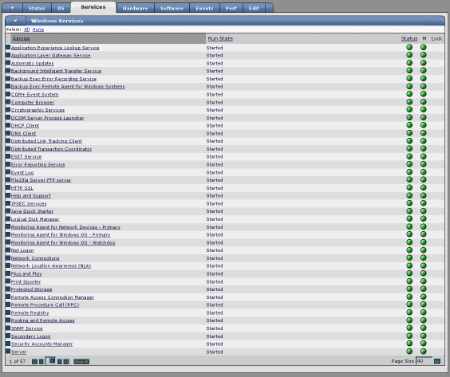 Status OS Services Hardware Software Events Perf Edit
Windows Services
Select: All None
Service Run State Status M Lock
Application Experience Lookup Service Started
Application Layer Gateway Service Started
Automatic Updates Started
Background Intelligent Transfer Service Started
Backup Exec Error Recording Service Started
Backup Exec Remote Agent for Windows Systems Started
COM+ Event System Started
Computer Browser Started
Cryptographic Services Started
DCOM Server Process Launcher Started
DHCP Client Started
DNS Client Started
Distributed Link Tracking Client Started
Distributed Transaction Coordinator Started
ESET Service Started
Error Reporting Service Started
Event Log Started
FileZilla Server FTP server Started
HTTP SSL Started
Help and Support Started
IPSEC Services Started
Java Quick Starter Started
Logical Disk Manager Started
Monitoring Agent for Network Devices - Primary Started
Monitoring Agent for Windows OS - Primary Started
Monitoring Agent for Windows OS - Watchdog Started
Net Logon Started
Network Connections Started
Network Location Awareness (NLA) Started
Plug and Play Started
Print Spooler Started
Protected Storage Started
Remote Access Connection Manager Started
Remote Procedure Call (RPC) Started
Remote Registry Started
Routing and Remote Access Started
SNMP Service Started
Secondary Logon Started
Security Accounts Manager Started
Server Started
1 of 57 Page Size 40